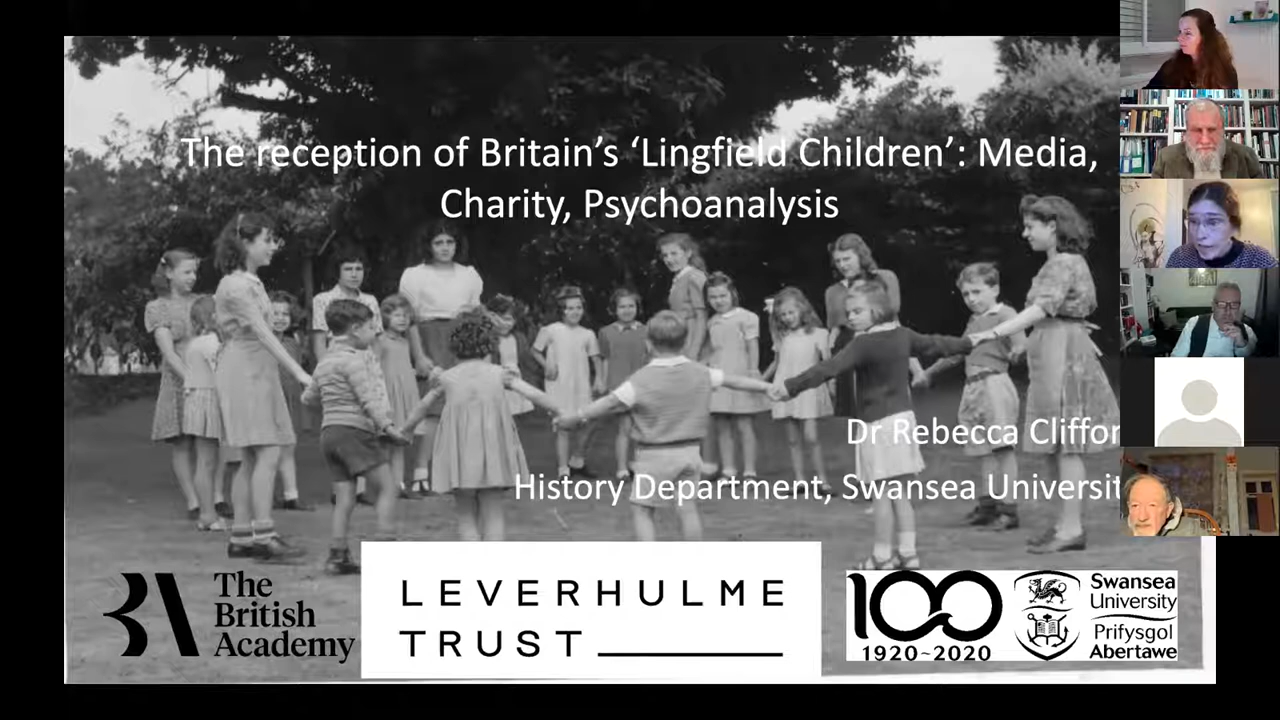 The reception of Britain’s ‘Lingfield Children’: Media,
Charity, Psychoanalysis
Dr Rebecca Cliffor
History Department, Swansea Universit
The
British
Academy
LEVERHULME
TRUST
100
1920~2020
Swansea
University
Prifysgol
Abertawe